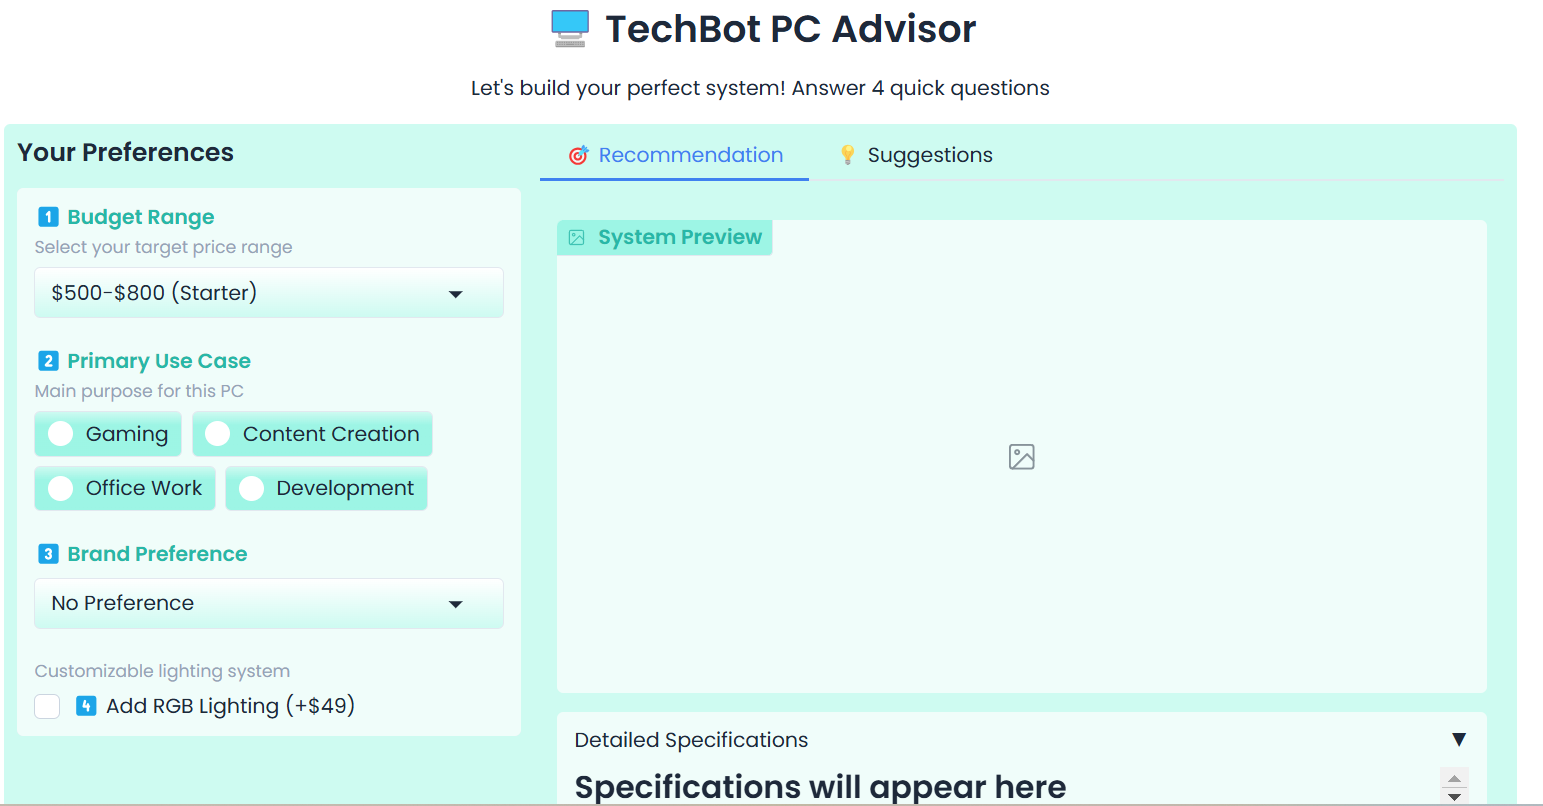 TechBot PC Advisor
Let's build your perfect system! Answer 4 quick questions
Your Preferences
1 Budget Range
Select your target price range
$500-$800 (Starter)
2 Primary Use Case
Main purpose for this PC
Gaming
Content Creation
Office Work
Development
3 Brand Preference
No Preference
Customizable lighting system
4 Add RGB Lighting (+$49)
Recommendation
Suggestions
System Preview
Detailed Specifications
Specifications will appear here